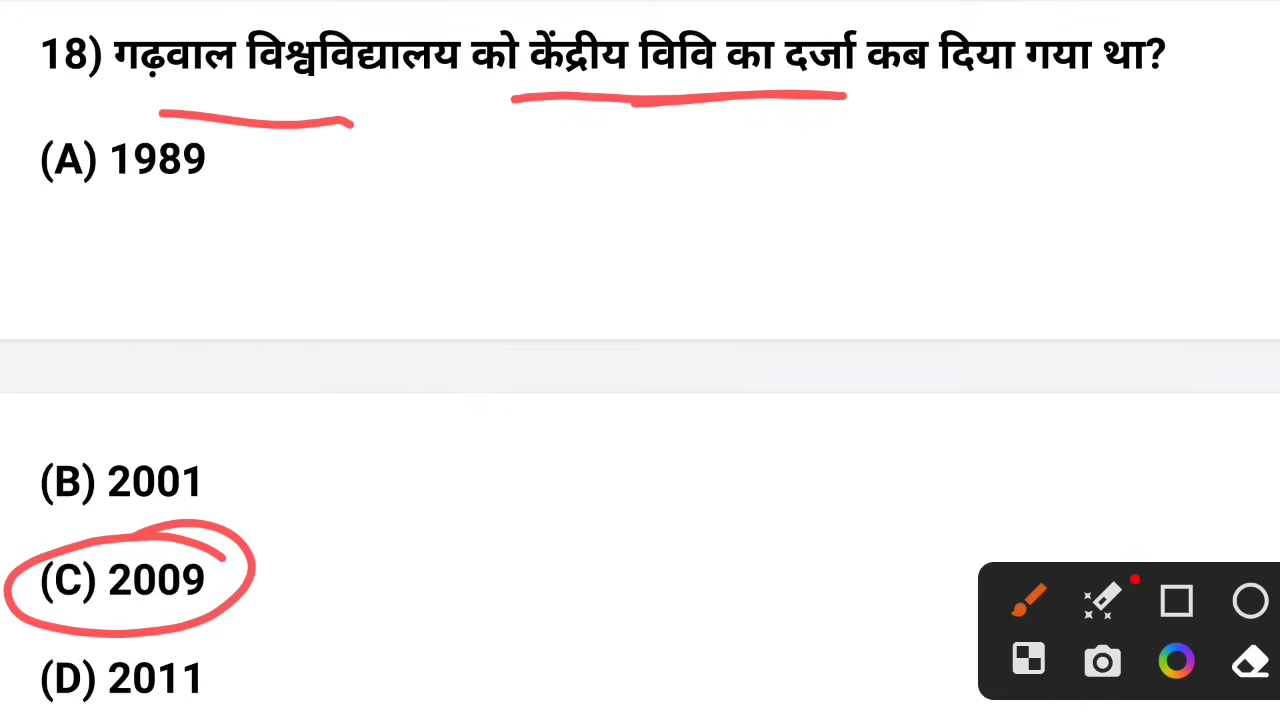 18) गढ़वाल विश्वविद्यालय को केंद्रीय विवि का दर्जा कब दिया गया था?
(A) 1989
(B) 2001
(C) 2009
(D) 2011